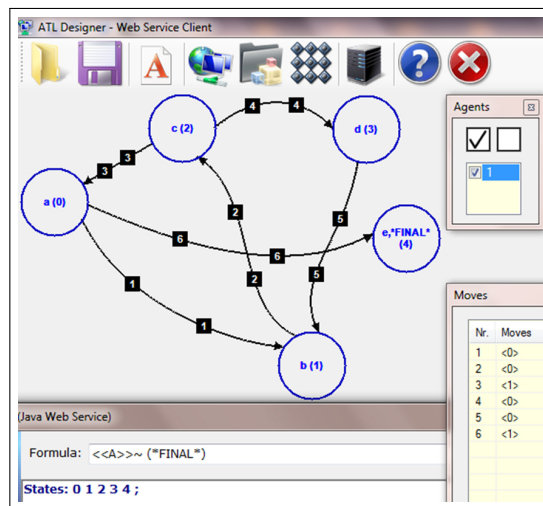 ATL Designer - Web Service Client
A
?
c (2)
4
4
d (3)
3
3
a (0)
2
5
e,*FINAL*
(4)
6
6
2
5
1
1
b (1)
Agents
1
Moves
Nr. Moves
1 <0>
2 <0>
3 <1>
4 <0>
5 <0>
6 <1>
(Java Web Service)
Formula: <<A>>~ (*FINAL*)
States: 0 1 2 3 4 ;